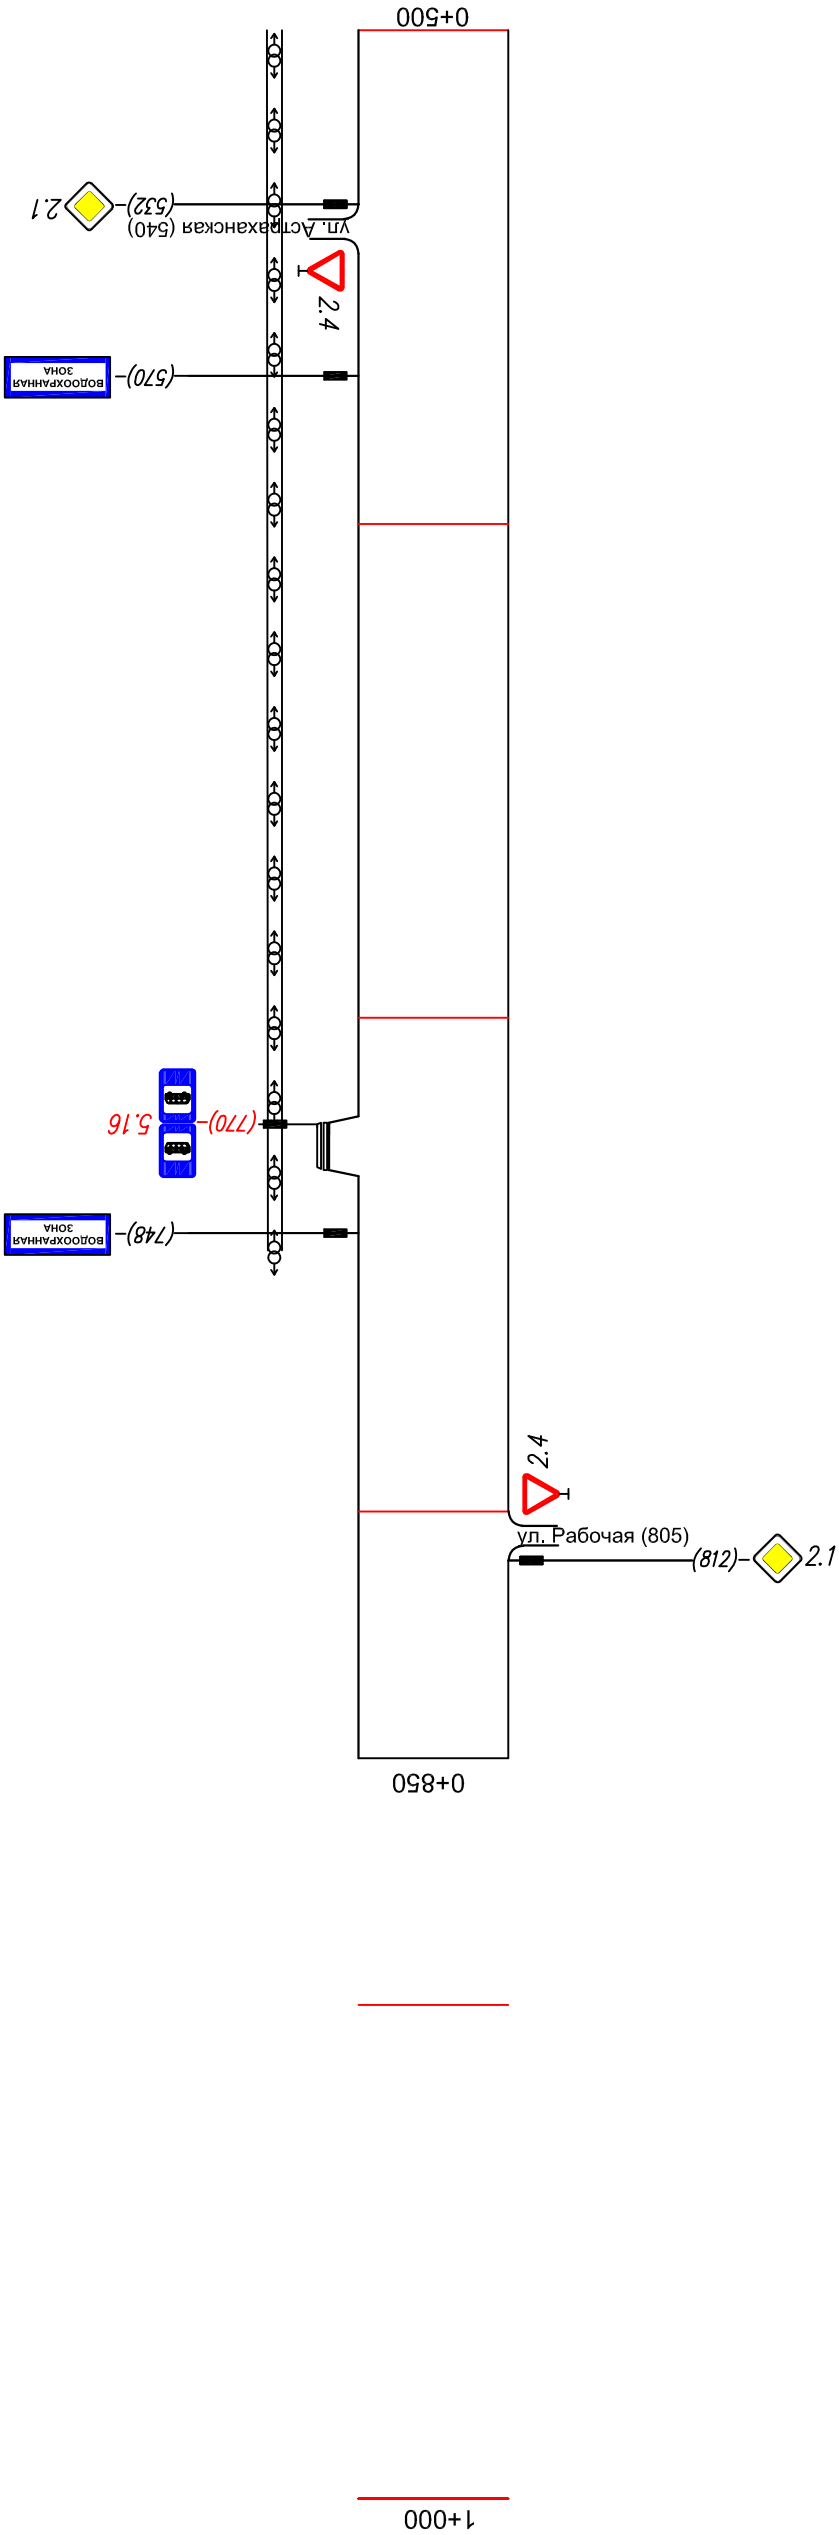 0+500
2.1
(532)
ул. Астраханская (540)
2.4
ВОДООХРАННАЯ
ЗОНА
(570)
5.16
(770)
ВОДООХРАННАЯ
ЗОНА
(748)
2.4
ул. Рабочая (805)
(812)
2.1
0+850
1+000